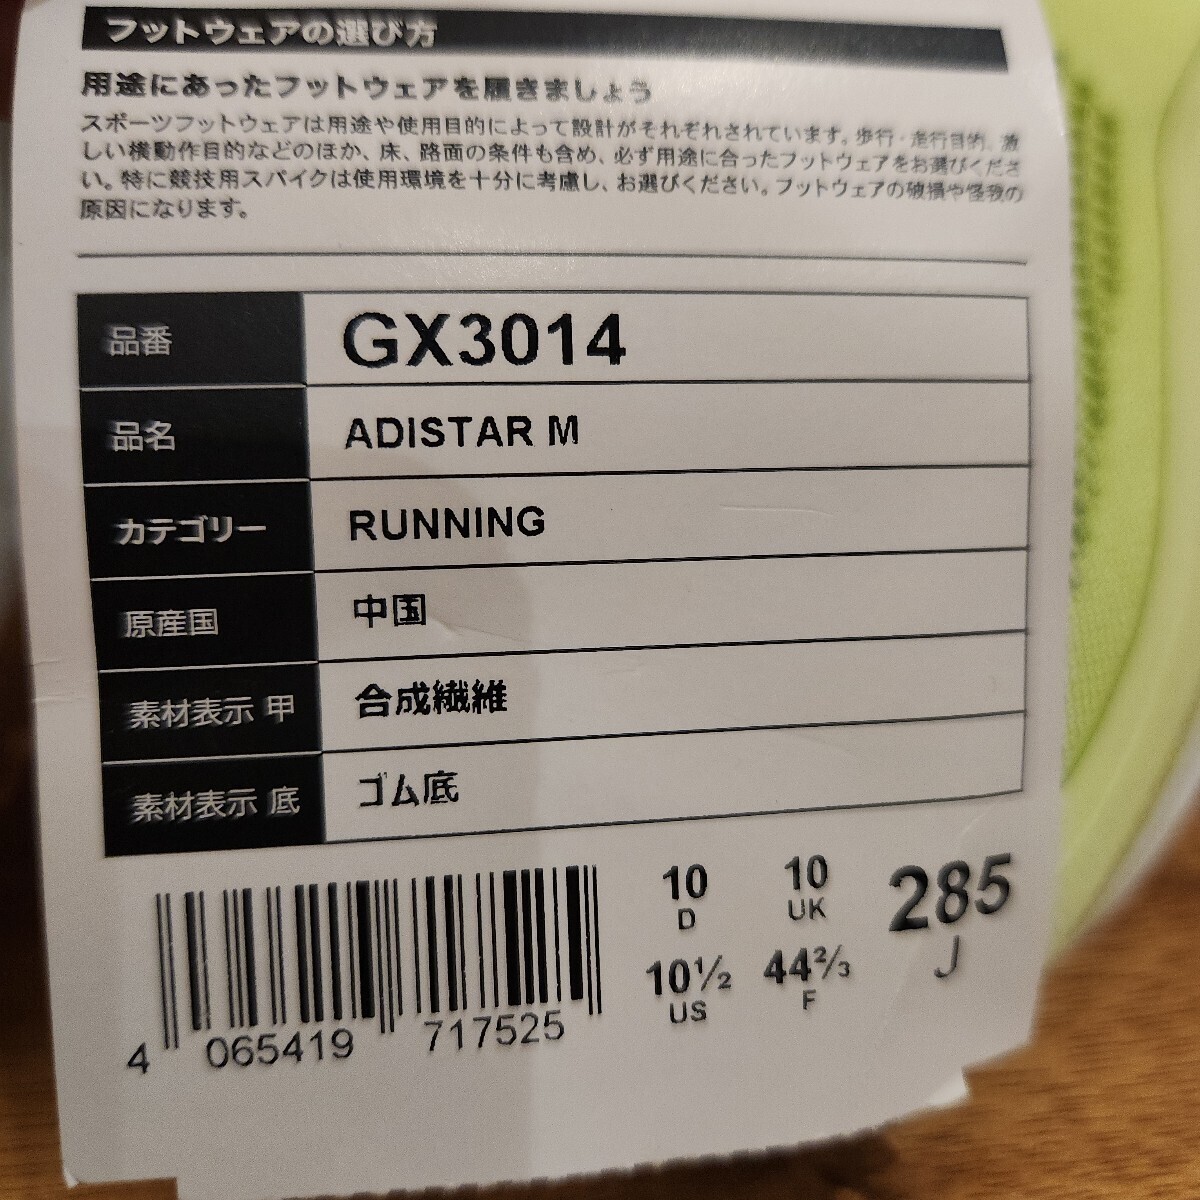 フットウェアの選び方
用途にあったフットウェアを履きましょう
スポーツフットウェアは用途や使用目的によって設計がそれぞれされています。歩行・走行目的、激
しい横動作目的などのほか、床、路面の条件も含め、必ず用途に合ったフットウェアをお選びくださ
い。特に競技用スパイクは使用環境を十分に考慮し、お選びください。フットウェアの破損や怪我の
原因になります。
品番 GX3014
品名 ADISTAR M
カテゴリー RUNNING
原産国 中国
素材表示 甲 合成繊維
素材表示 底 ゴム底
10 10 285
D UK J
10½ 44⅔
US F
4 065419 717525